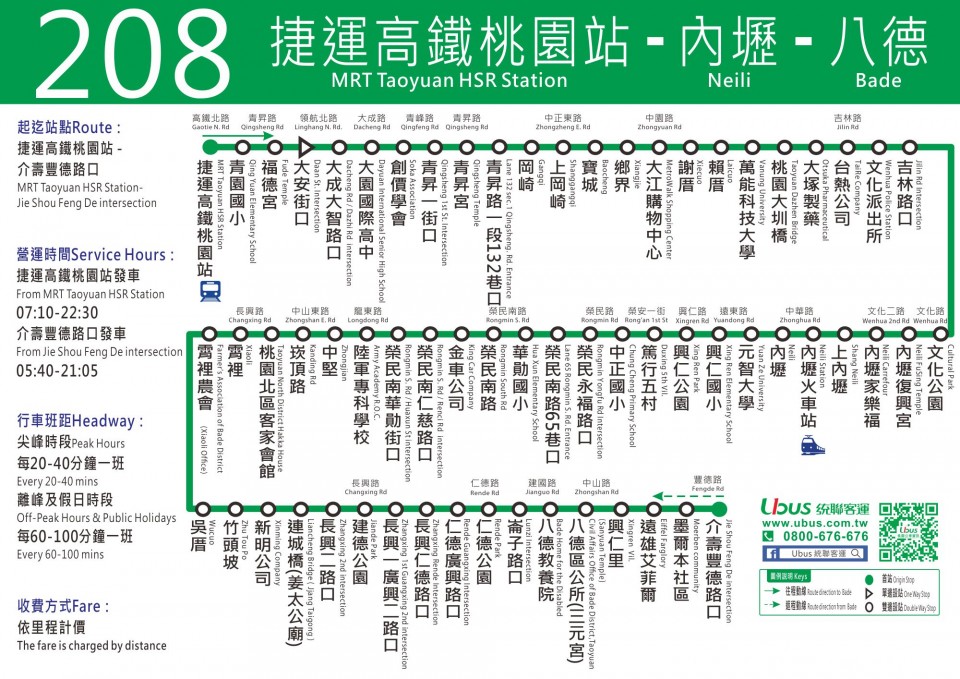 208
捷運高鐵桃園站 - 內壢 - 八德
MRT Taoyuan HSR Station
Neili
Bade
起迄站點Route：
捷運高鐵桃園站 -
介壽豐德路口
MRT Taoyuan HSR Station-
Jie Shou Feng De intersection
營運時間Service Hours：
捷運高鐵桃園站發車
From MRT Taoyuan HSR Station
07:10-22:30
介壽豐德路口發車
From Jie Shou Feng De intersection
05:40-21:05
行車班距Headway：
尖峰時段Peak Hours
每20-40分鐘一班
Every 20-40 mins
離峰及假日時段
Off-Peak Hours & Public Holidays
每60-100分鐘一班
Every 60-100 mins
收費方式Fare：
依里程計價
The fare is charged by distance
高鐵北路
Gaotie N. Rd
青昇路
Qingsheng Rd
領航北路
Linghang N. Rd.
大成路
Dacheng Rd
青峰路
Qingfeng Rd
青昇路
Qingsheng Rd
中正東路
Zhongzheng E. Rd
中園路
Zhongyuan Rd
吉林路
Jilin Rd
捷運高鐵桃園站
MRT Taoyuan HSR Station
青園國小
Qing Yuan Elementary School
福德宮
Fude Temple
大安街口
Daan St. Intersection
大成大智路口
Dacheng Rd / Dazhi Rd intersection
大園國際高中
Dayuan International Senior High School
創價學會
Soka Association
青昇一街口
Qingsheng 1st St. Intersection
青昇宮
Qingsheng Temple
青昇路一段132巷口
Lane 132 sec.1 Qingsheng. Rd. Entrance
岡崎
Gangqi
上岡崎
Shanggangqi
寶城
Baocheng
鄉界
Xiangjie
大江購物中心
MetroWalk Shopping Center
謝厝
Xiecuo
賴厝
Laicuo
萬能科技大學
Vanung University
桃園大圳橋
Taoyuan Dazhen Bridge
大塚製藥
Otsuka Pharmaceutical
台熱公司
TaiRe Company
文化派出所
Wenhua Police Station
吉林路口
Jilin Rd Intersection
長興路
Changxing Rd
中山東路
Zhongshan E. Rd
龍東路
Longdong Rd
榮民南路
Rongmin S. Rd
榮民路
Rongmin Rd
榮安一街
Rong'an 1st St
興仁路
Xingren Rd
遠東路
Yuandong Rd
中華路
Zhonghua Rd
文化二路
Wenhua 2nd Rd
文化路
Wenhua Rd
霄裡農會
Farmer's Association of Bade District
(Xiaoli Office)
霄裡
Xiaoli
桃園北區客家會館
Taoyuan North District Hakka House
崁頂路
Kanding Rd
中堅
Zhongjian
陸軍專科學校
Army Academy R.O.C.
榮民南華勛街口
Rongmin S. Rd / Huaxun St intersection
榮民南仁慈路口
Rongmin S. Rd / Renci Rd intersection
金車公司
King Car Company
榮民南路
Rongmin South Rd
華勛國小
Hua Xun Elementary School
榮民南路65巷口
Lane 65 Rongmin S. Rd. Entrance
榮民永福路口
Rongmin Yongfu Rd Intersection
中正國小
Chung Cheng Primary School
篤行五村
Duxing 5th Vil.
興仁公園
Xing Ren Park
興仁國小
Xing Ren Elementary School
元智大學
Yuan Ze University
內壢
Neili
內壢火車站
Neili Station
上內壢
Shang Neili
內壢家樂福
Neili Carrefour
內壢復興宮
Neili FuSing Temple
文化公園
Cultural Park
長興路
Changxing Rd
仁德路
Rende Rd
建國路
Jianguo Rd
中山路
Zhongshan Rd
豐德路
Fengde Rd
吳厝
Wucuo
竹頭坡
Zhu Tou Po
新明公司
Xinming Company
連城橋(姜太公廟)
Liancheng Bridge ( Jiang Taigong )
長興二路口
Zhangxing 2nd intersection
建德公園
Jiande Park
長興一廣興二路口
Zhangxing 1st Guangxing 2nd intersection
長興仁德路口
Zhangxing Rende Intersection
仁德廣興路口
Rende Guangxing Intersection
仁德公園
Rende Park
崙子路口
Lunzi Intersection
八德教養院
Bade Home for the Disabled
八德區公所(三元宮)
Civil Affairs Office of Bade District,Taoyuan
(Sanyuan Temple)
興仁里
Xingren Vil.
遠雄艾菲爾
Eiffel Fanglory
墨爾本社區
Moerben community
介壽豐德路口
Jie Shou Feng De intersection
Ubus 統聯客運
www.ubus.com.tw
0800-676-676
Ubus 統聯客運
圖例說明 Keys
往程動線 Route direction to Bade
返程動線 Route direction from Bade
首站 Origin Stop
單邊設站 One Way Stop
雙邊設站 Double Way Stop